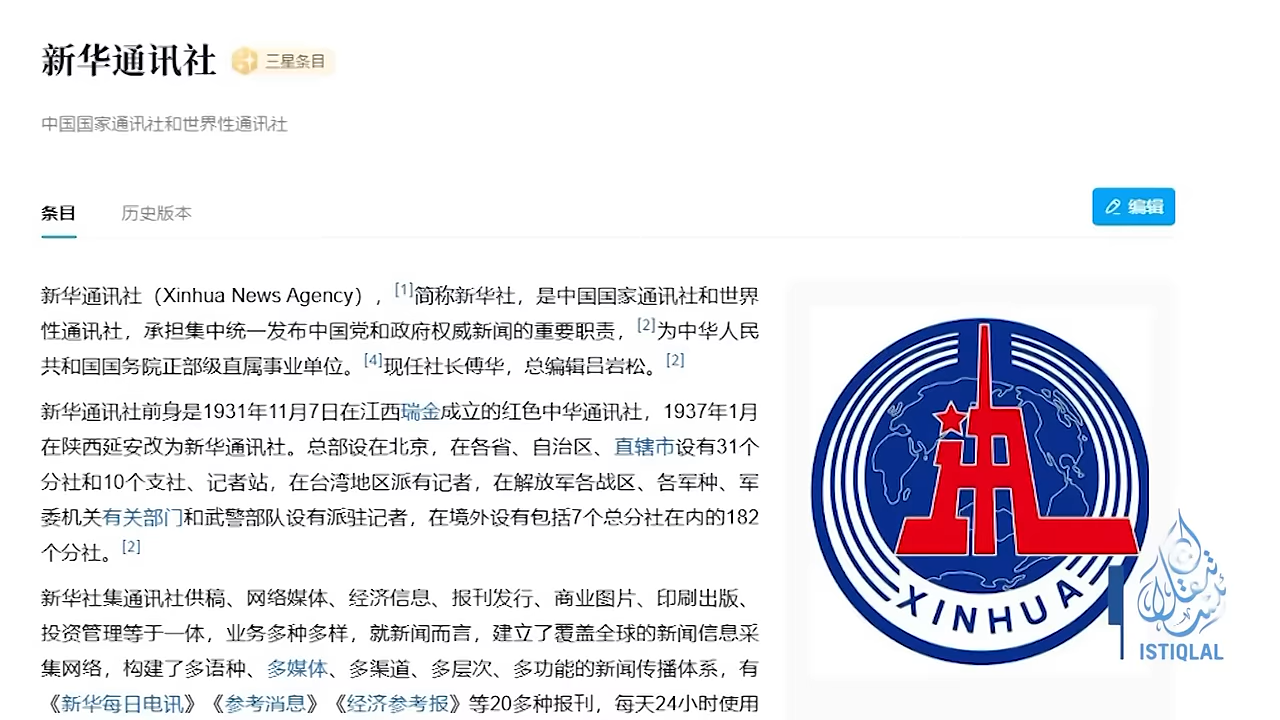 新华通讯社 三星条目
中国国家通讯社和世界性通讯社
条目 历史版本 编辑
新华通讯社（Xinhua News Agency），[1]简称新华社，是中国国家通讯社和世界
性通讯社，承担集中统一发布中国党和政府权威新闻的重要职责，[2]为中华人民
共和国国务院正部级直属事业单位。[4]现任社长傅华，总编辑吕岩松。[2]
新华通讯社前身是1931年11月7日在江西瑞金成立的红色中华通讯社，1937年1月
在陕西延安改为新华通讯社。总部设在北京，在各省、自治区、直辖市设有31个
分社和10个支社、记者站，在台湾地区派有记者，在解放军各战区、各军种、军
委机关有关部门和武警部队设有派驻记者，在境外设有包括7个总分社在内的182
个分社。[2]
新华社集通讯社供稿、网络媒体、经济信息、报刊发行、商业图片、印刷出版、
投资管理等于一体，业务多种多样，就新闻而言，建立了覆盖全球的新闻信息采
集网络，构建了多语种、多媒体、多渠道、多层次、多功能的新闻传播体系，有
《新华每日电讯》《参考消息》《经济参考报》等20多种报刊，每天24小时使用
XINHUA
ISTIQLAL